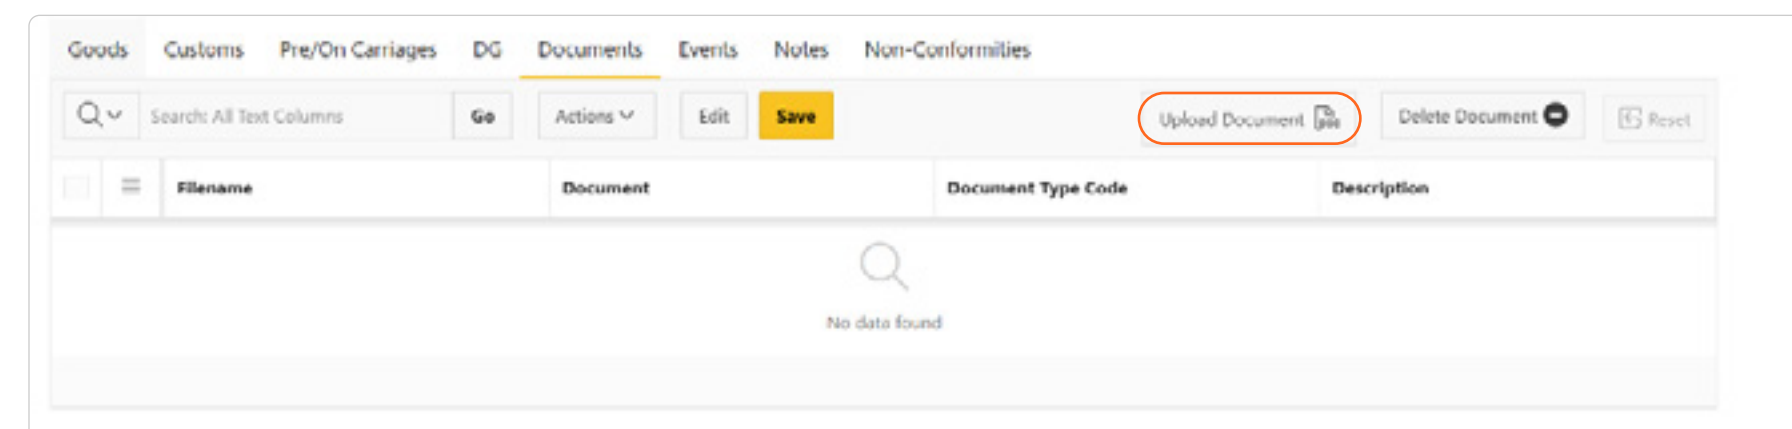 Goods Customs Pre/On Carriages DG Documents Events Notes Non-Conformities
Search: All Text Columns Go Actions Edit Save Upload Document Delete Document Reset
Filename Document Document Type Code Description
No data found